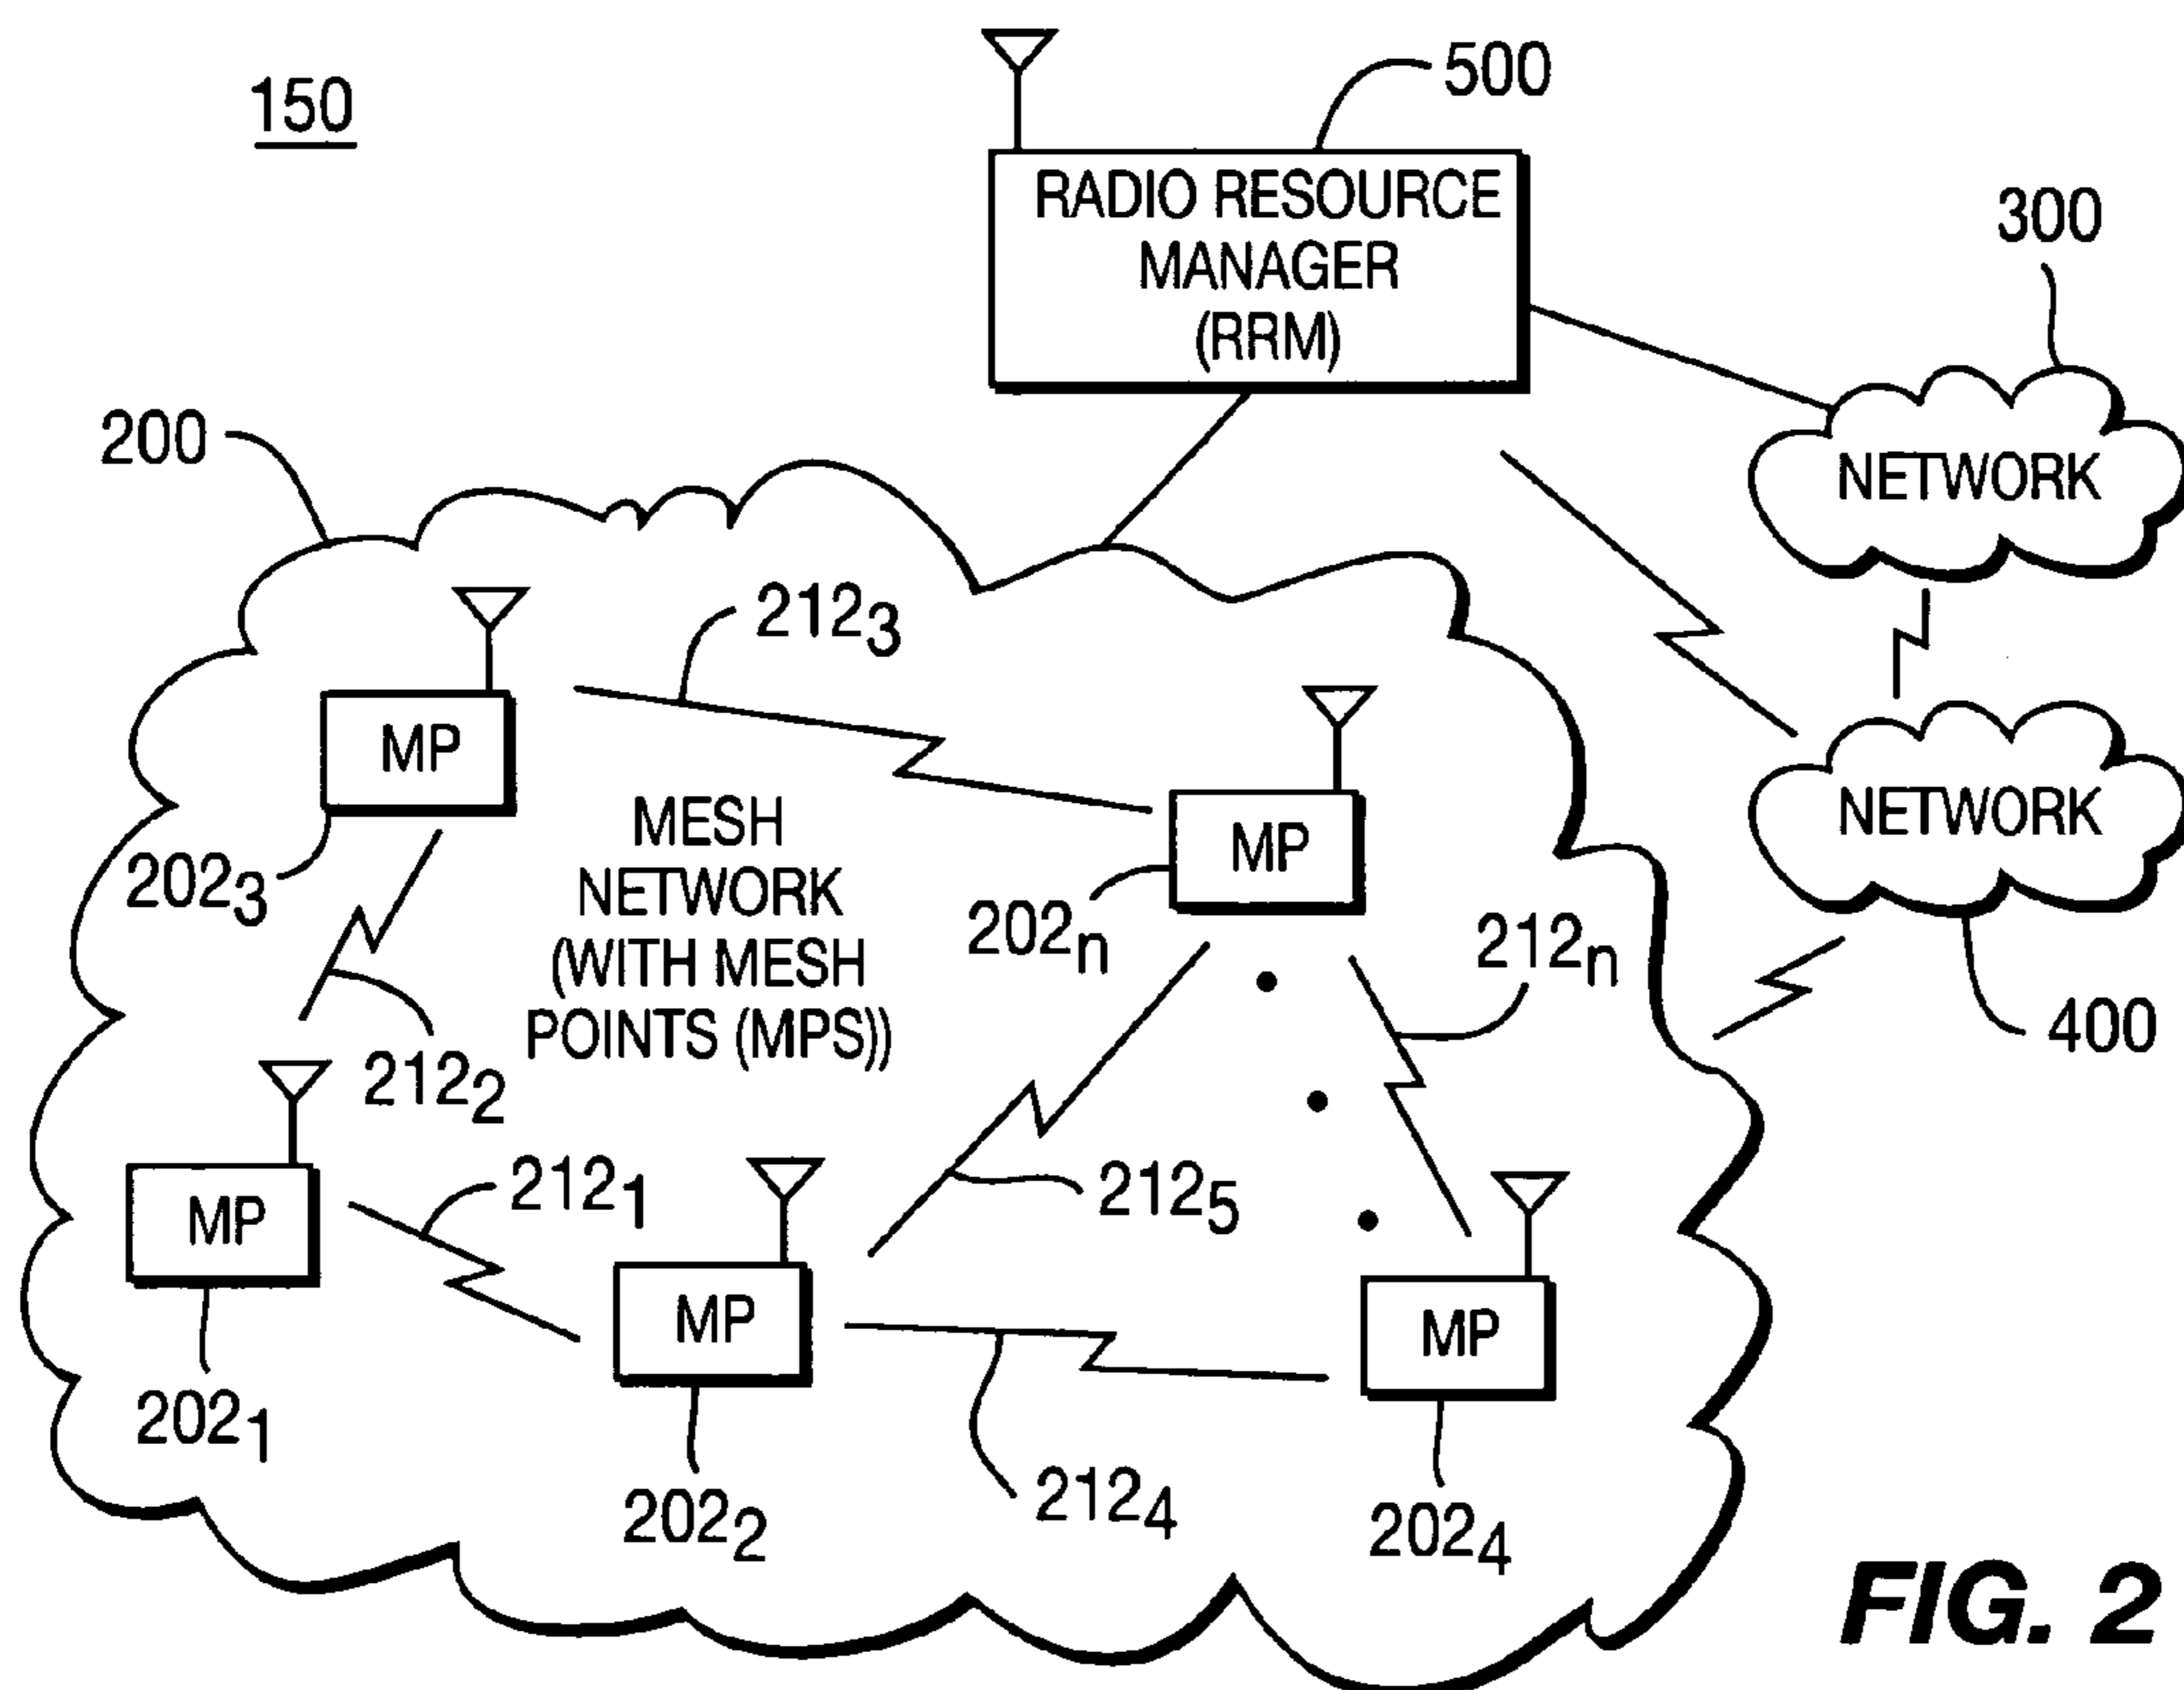 150
500
RADIO RESOURCE
MANAGER
(RRM)
300
200
NETWORK
212₃
MP
MESH
NETWORK
(WITH MESH
POINTS (MPS))
202₃
MP
202ₙ
NETWORK
212ₙ
400
212₂
MP
212₁
212₅
MP
MP
202₁
202₂
212₄
202₄
FIG. 2